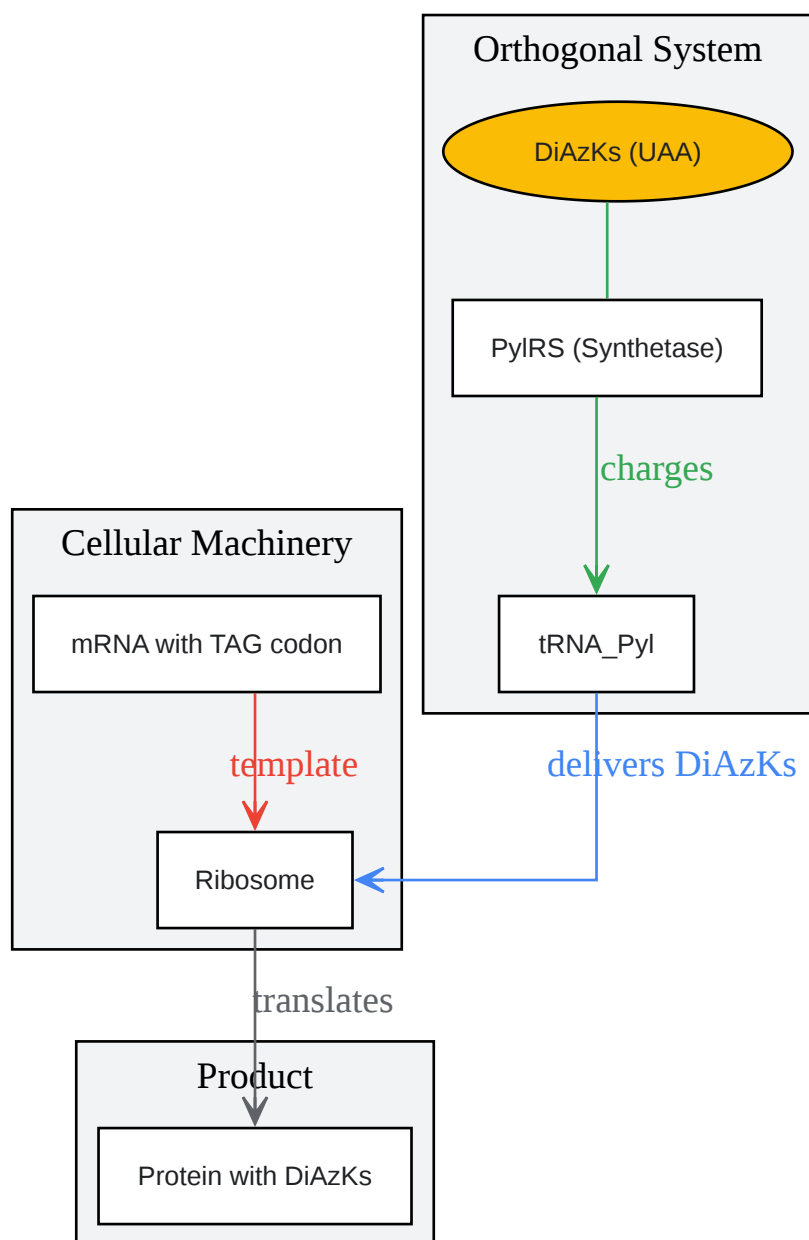 Orthogonal System
DiAzKs (UAA)
PylRS (Synthetase)
charges
tRNA_Pyl
delivers DiAzKs
Cellular Machinery
mRNA with TAG codon
template
Ribosome
translates
Product
Protein with DiAzKs